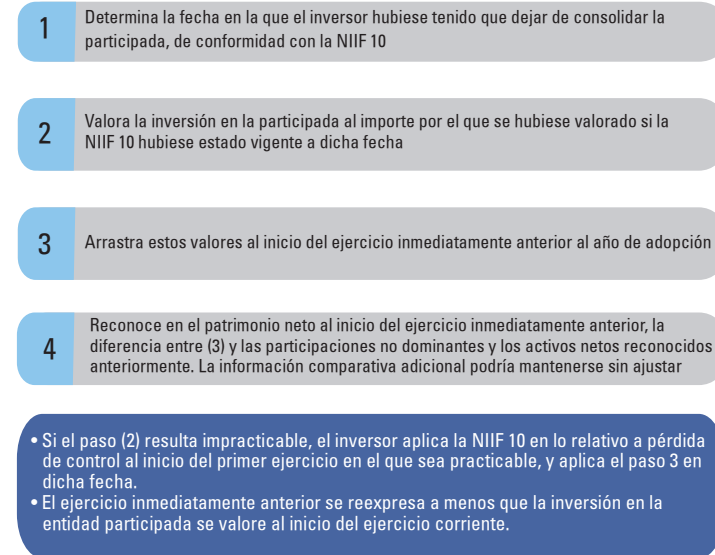 1
Determina la fecha en la que el inversor hubiese tenido que dejar de consolidar la
participada, de conformidad con la NIIF 10
2
Valora la inversión en la participada al importe por el que se hubiese valorado si la
NIIF 10 hubiese estado vigente a dicha fecha
3
Arrastra estos valores al inicio del ejercicio inmediatamente anterior al año de adopción
4
Reconoce en el patrimonio neto al inicio del ejercicio inmediatamente anterior, la
diferencia entre (3) y las participaciones no dominantes y los activos netos reconocidos
anteriormente. La información comparativa adicional podría mantenerse sin ajustar
• Si el paso (2) resulta impracticable, el inversor aplica la NIIF 10 en lo relativo a pérdida
de control al inicio del primer ejercicio en el que sea practicable, y aplica el paso 3 en
dicha fecha.
• El ejercicio inmediatamente anterior se reexpresa a menos que la inversión en la
entidad participada se valore al inicio del ejercicio corriente.